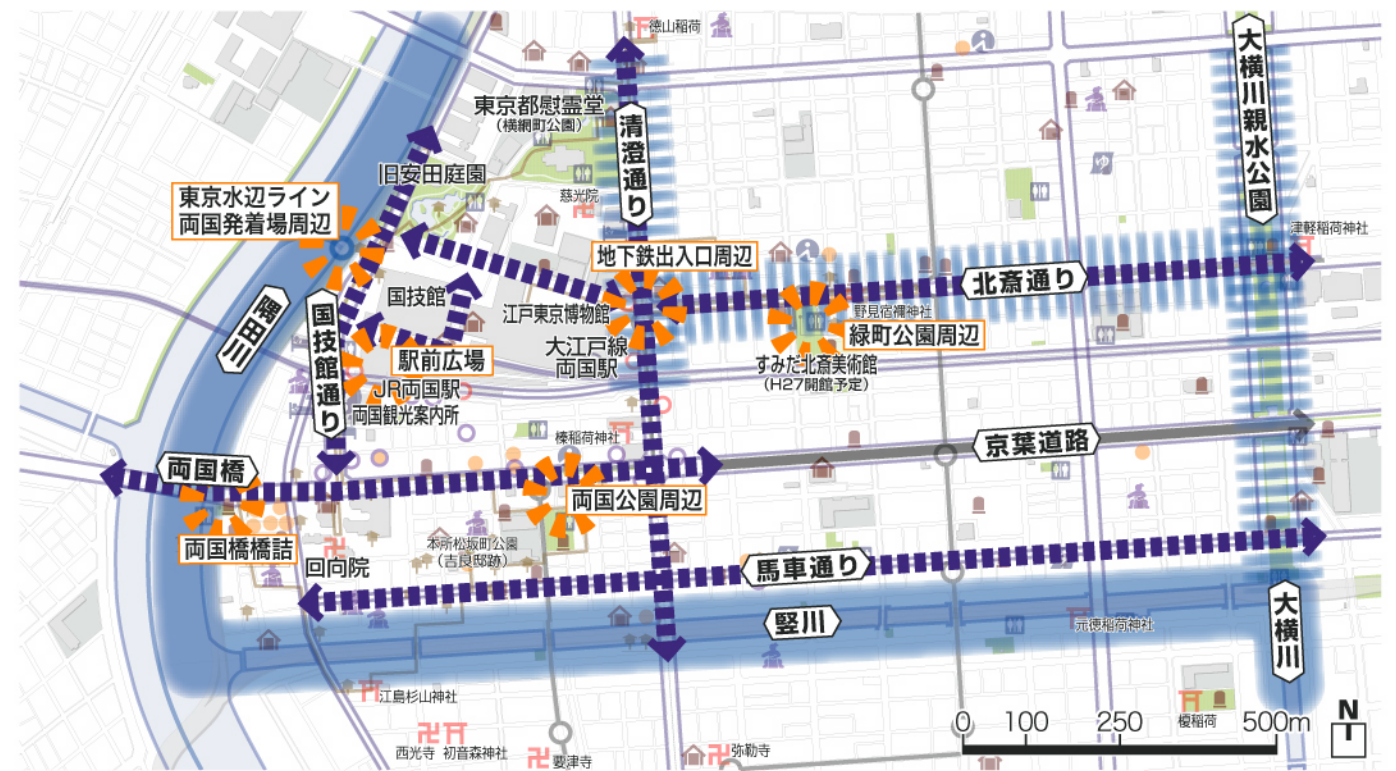 徳山稲荷
大横川親水公園
東京都慰霊堂
（横網町公園）
清澄通り
旧安田庭園
慈光院
東京水辺ライン
両国発着場周辺
津軽稲荷神社
地下鉄出入口周辺
北斎通り
国技館
江戸東京博物館
野見宿禰神社
隅田川
国技館通り
緑町公園周辺
駅前広場
大江戸線
両国駅
すみだ北斎美術館
（H27開館予定）
JR両国駅
両国観光案内所
榛稲荷神社
京葉道路
両国橋
両国公園周辺
両国橋橋詰
本所松坂町公園
（吉良邸跡）
回向院
馬車通り
竪川
元徳稲荷神社
大横川
江島杉山神社
0 100 250 500m
N
榎稲荷
西光寺 初音森神社
要津寺
弥勒寺